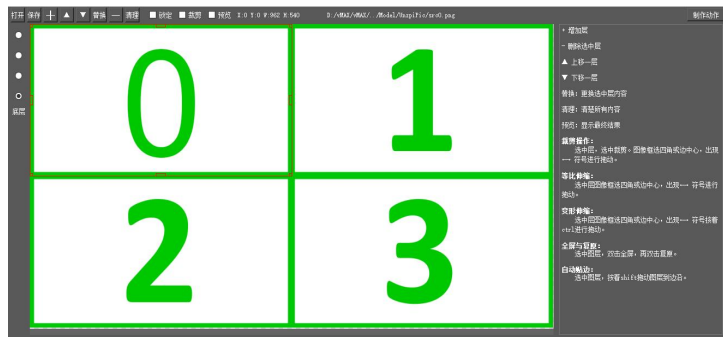 打开 保存 ＋ ▲ ▼ 替换 — 清理 锁定 裁剪 预览 X:0 Y:0 W:962 H:540 D:/vMAX/vMAX/../Model/UnzpiPic/src0.png 制作动作
底层
0 1
2 3
+ 增加层
- 删除选中层
▲ 上移一层
▼ 下移一层
替换：更换选中层内容
清理：清楚所有内容
预览：显示最终结果
裁剪操作：
选中层，选中裁剪。图像框选四角或边中心，出现
←→ 符号进行拖动。
等比伸缩：
选中层图像框选四角或边中心，出现←→ 符号进行
拖动。
变形伸缩：
选中层图像框选四角或边中心，出现←→ 符号按着
ctrl进行拖动。
全屏与复原：
选中图层，双击全屏，再双击复原。
自动贴边：
选中图层，按着shift拖动图层到边沿。